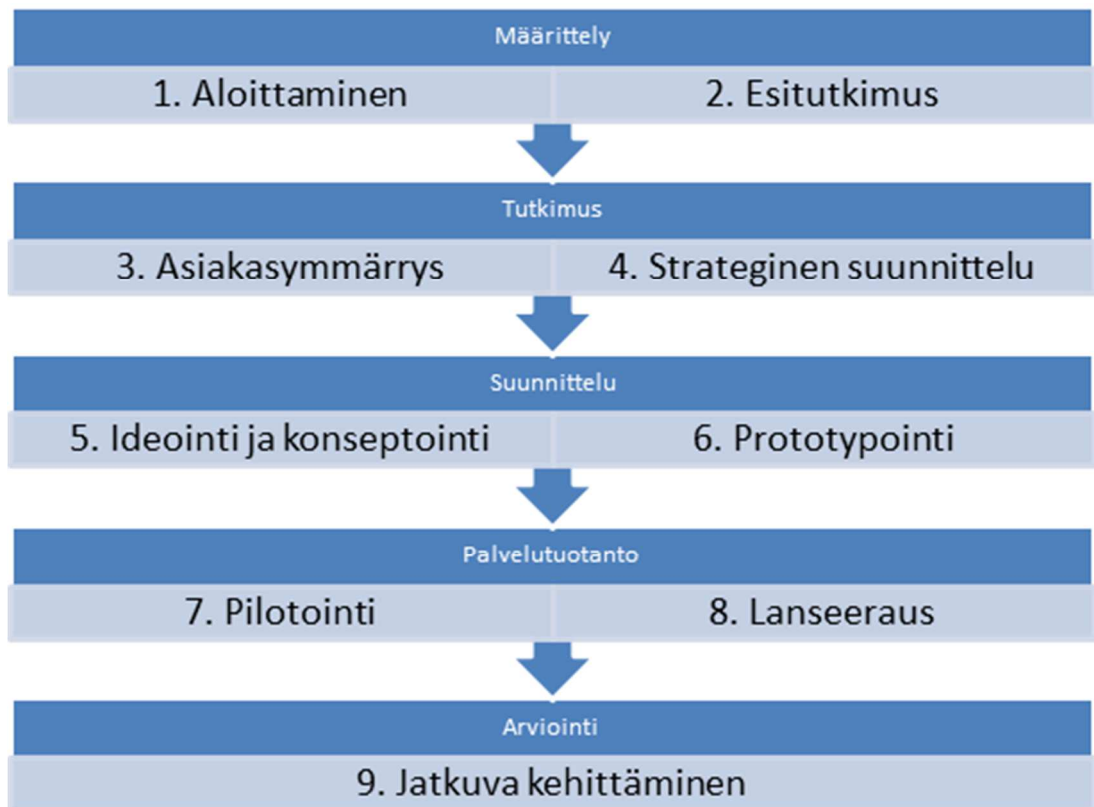 Määrittely
1. Aloittaminen
2. Esitutkimus
Tutkimus
3. Asiakasymmärrys
4. Strateginen suunnittelu
Suunnittelu
5. Ideointi ja konseptointi
6. Prototypointi
Palvelutuotanto
7. Pilotointi
8. Lanseeraus
Arviointi
9. Jatkuva kehittäminen